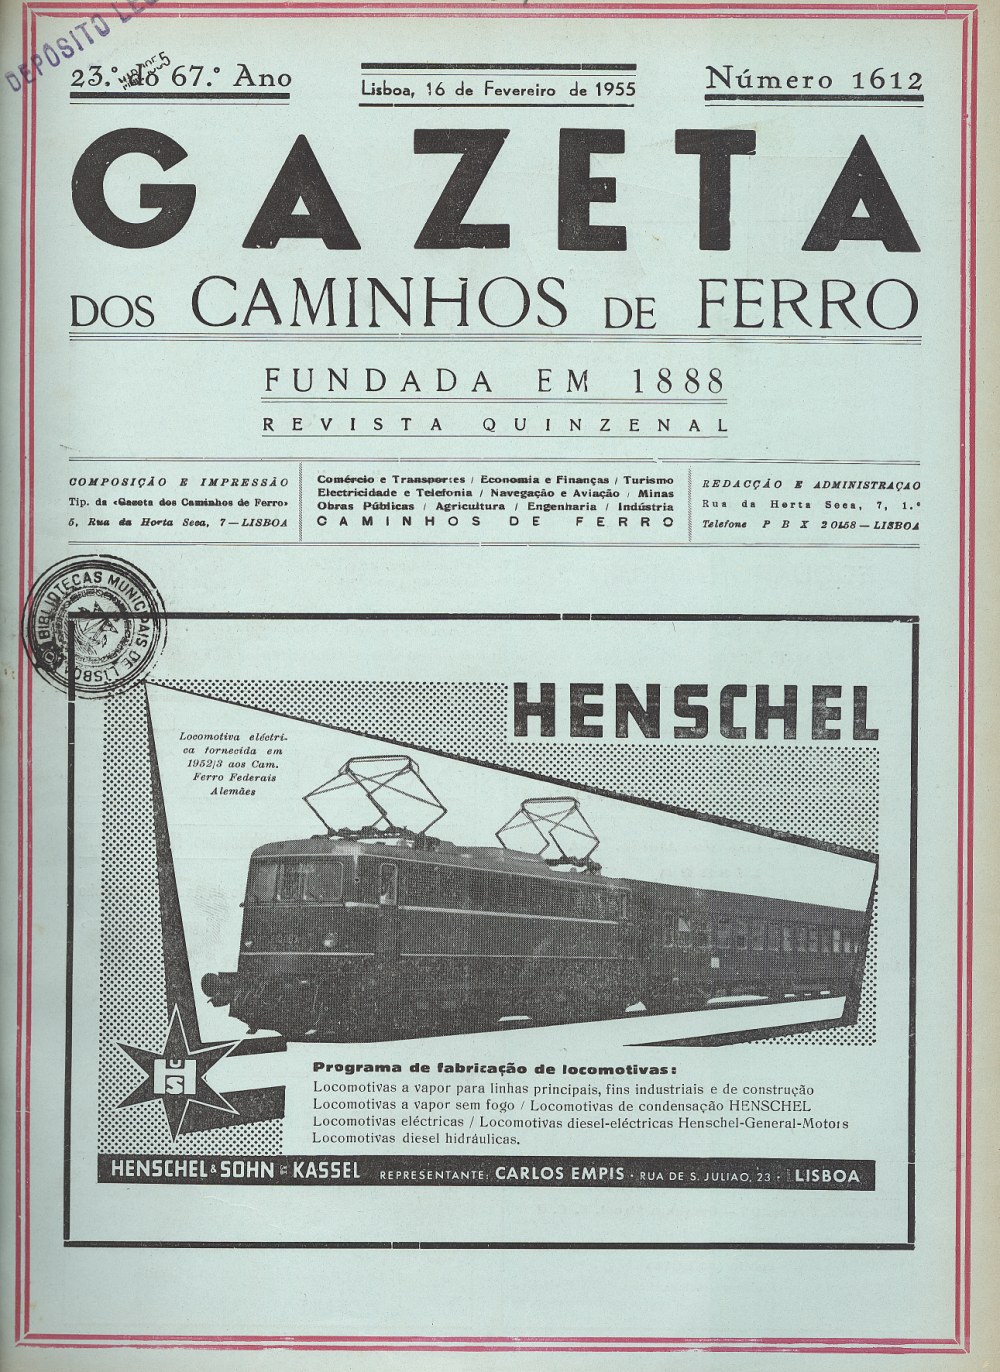 DEPOSITO
23.º do 67.º Ano
Lisboa, 16 de Fevereiro de 1955
Número 1612
GAZETA
DOS CAMINHOS DE FERRO
FUNDADA EM 1888
REVISTA QUINZENAL
COMPOSIÇÃO E IMPRESSÃO
Tip. da «Gazeta dos Caminhos de Ferro»
5, Rua da Horta Seca, 7 — LISBOA
Comércio e Transportes / Economia e Finanças / Turismo
Electricidade e Telefonia / Navegação e Aviação / Minas
Obras Públicas / Agricultura / Engenharia / Indústria
CAMINHOS DE FERRO
REDACÇÃO E ADMINISTRAÇAO
Rua da Horta Seca, 7, 1.º
Telefone P B X 20158 — LISBOA
BIBLIOTECAS MUNICIPAIS DE LISBOA
HENSCHEL
Locomotiva eléctri-
ca fornecida em
1952/3 aos Cam.
Ferro Federais
Alemães
HUS
Programa de fabricação de locomotivas:
Locomotivas a vapor para linhas principais, fins industriais e de construção
Locomotivas a vapor sem fogo / Locomotivas de condensação HENSCHEL
Locomotivas eléctricas / Locomotivas diesel-eléctricas Henschel-General-Motors
Locomotivas diesel hidráulicas.
HENSCHEL & SOHN KASSEL REPRESENTANTE: CARLOS EMPIS · RUA DE S. JULIAO, 23 · LISBOA